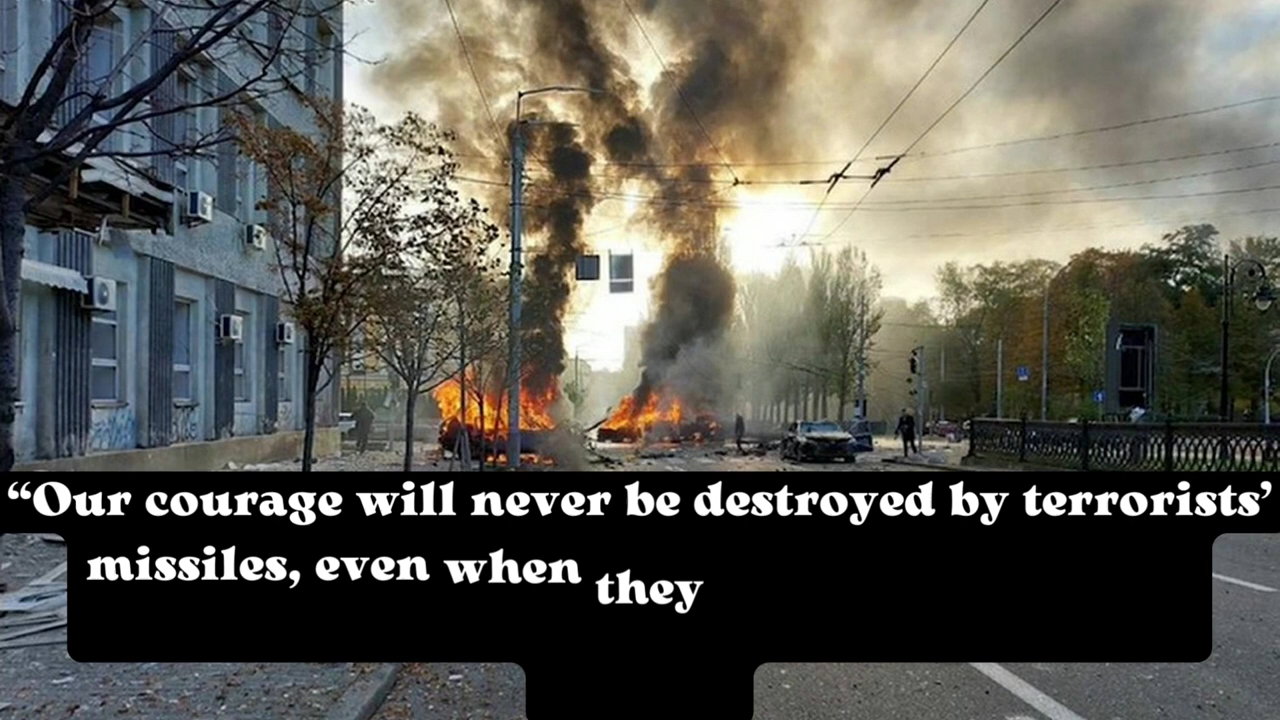 “Our courage will never be destroyed by terrorists’
missiles, even when they